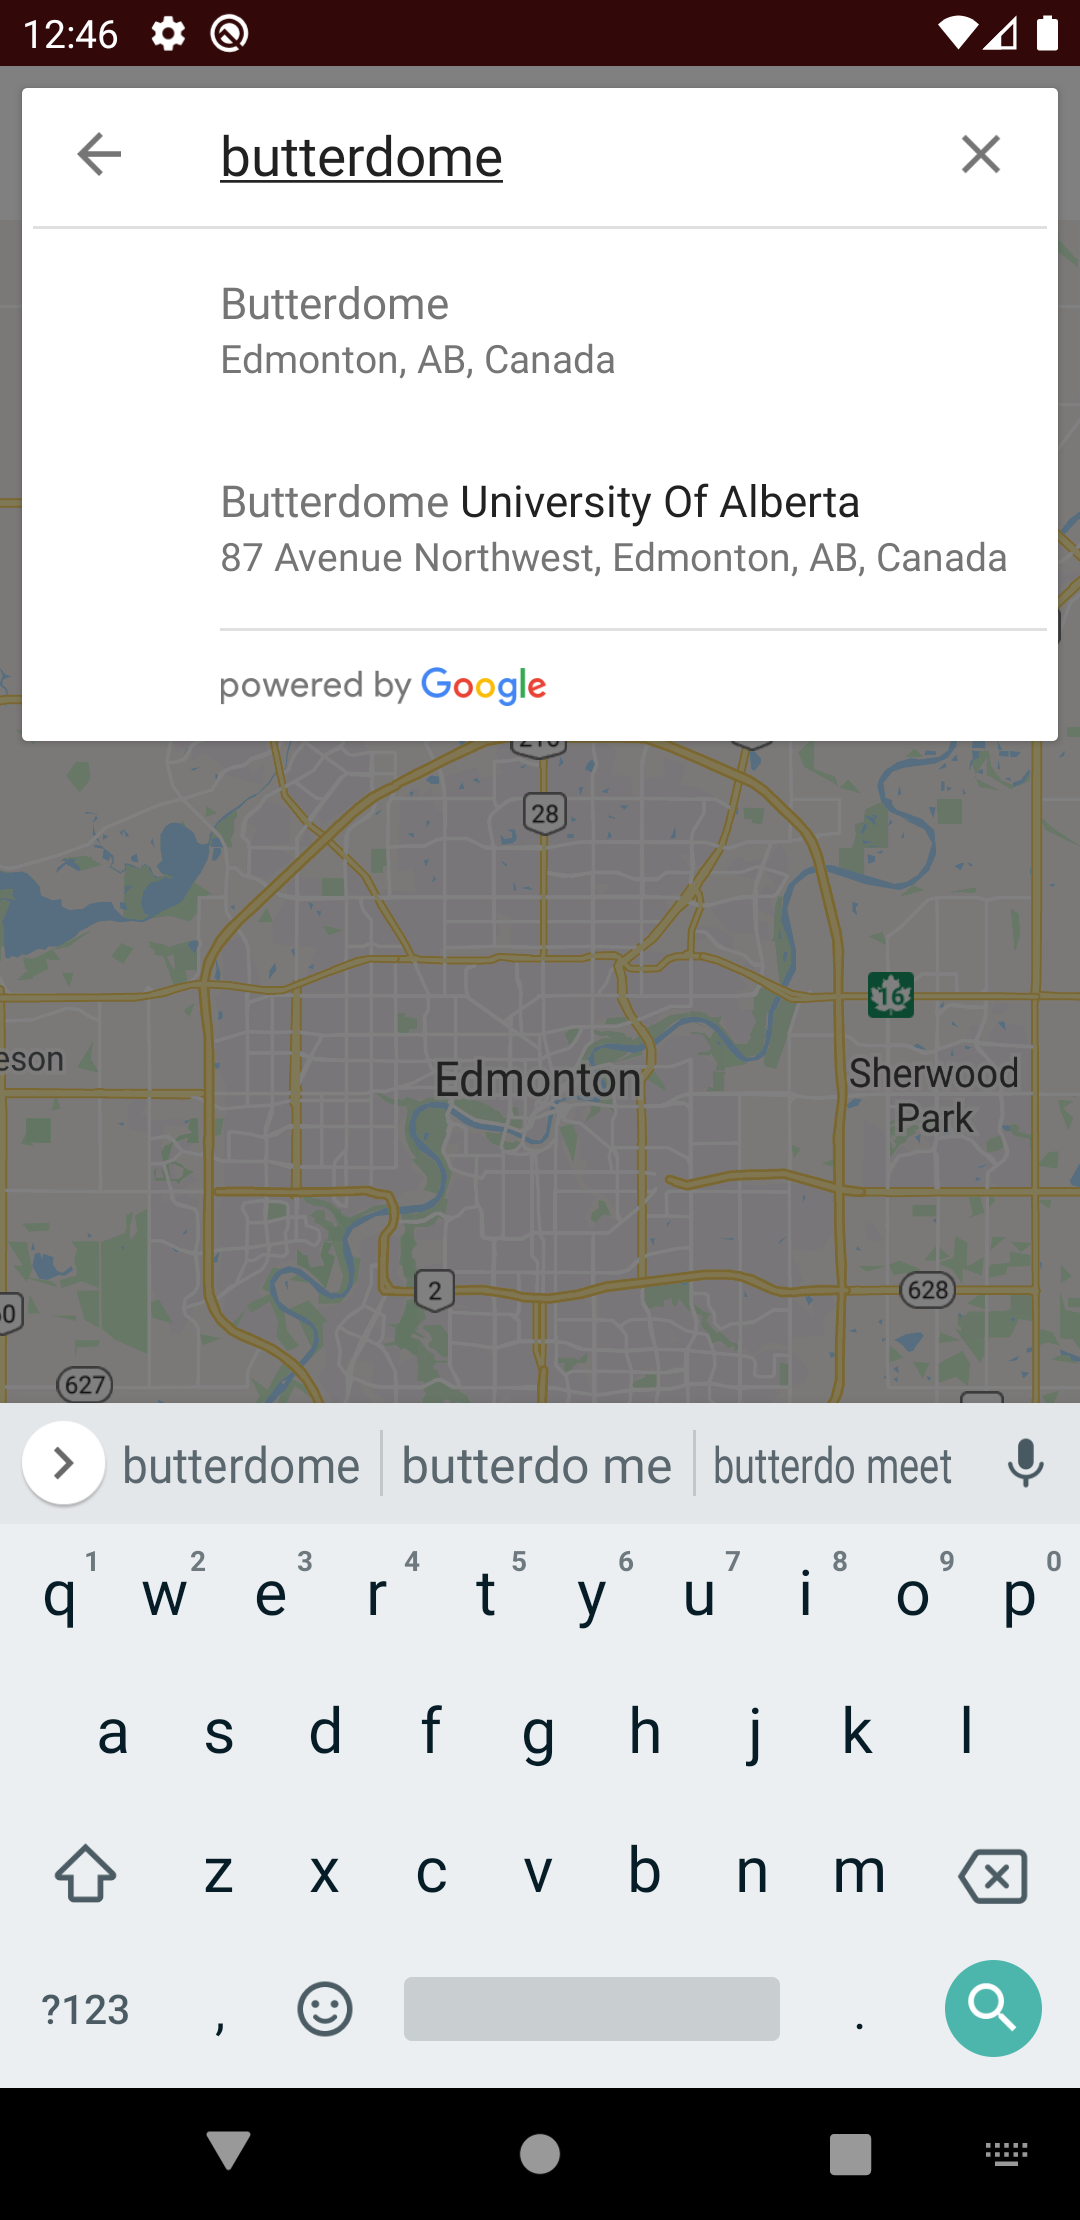 12:46
butterdome
Butterdome
Edmonton, AB, Canada
Butterdome University Of Alberta
87 Avenue Northwest, Edmonton, AB, Canada
powered by Google
28
16
eson
Edmonton
Sherwood
Park
2
628
60
627
butterdome butterdo me butterdo meet
1 2 3 4 5 6 7 8 9 0
q w e r t y u i o p
a s d f g h j k l
z x c v b n m
?123 , .